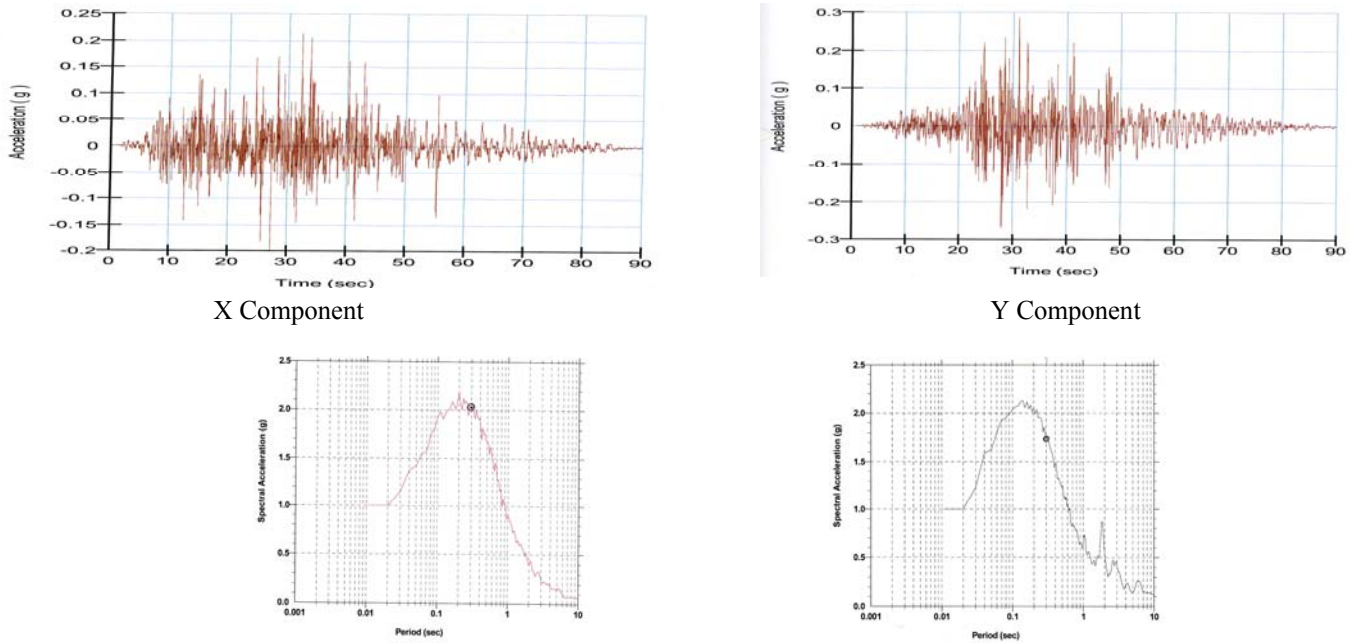 0.25
0.2
0.15
0.1
0.05
0
-0.05
-0.1
-0.15
-0.2
Acceleration ( g )
0 10 20 30 40 50 60 70 80 90
Time (sec)
X Component
0.3
0.2
0.1
0
-0.1
-0.2
-0.3
Acceleration ( g )
0 10 20 30 40 50 60 70 80 90
Time (sec)
Y Component
2.5
2.0
1.5
1.0
0.5
0.0
Spectral Acceleration (g)
0.001 0.01 0.1 1 10
Period (sec)
2.5
2.0
1.5
1.0
0.5
0.0
Spectral Acceleration (g)
0.001 0.01 0.1 1 10
Period (sec)